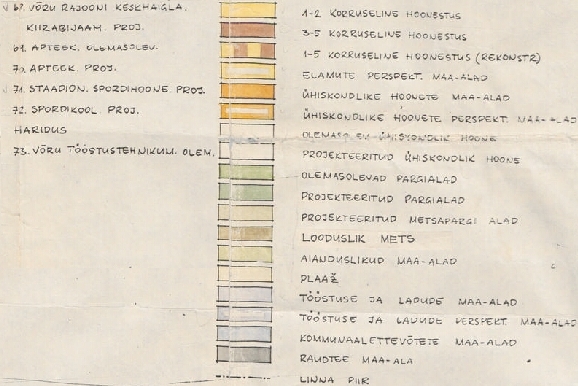 67. VÕRU RAJOONI KESKHAIGLA.
KIIRABIJAAM. PROJ.
69. APTEEK. OLEMASOLEV.
70. APTEEK. PROJ.
71. STAADION. SPORDIHOONE. PROJ.
72. SPORDIKOOL. PROJ.
HARIDUS
73. VÕRU TÖÖSTUSTEHNIKUM. OLEM.
1-2 KORRUSELINE HOONESTUS
3-5 KORRUSELINE HOONESTUS
1-5 KORRUSELINE HOONESTUS (REKONSTR)
ELAMUTE PERSPEKT. MAA-ALAD
ÜHISKONDLIKE HOONETE MAA-ALAD
ÜHISKONDLIKE HOONETE PERSPEKT. MAA-ALAD
OLEMASOLEV ÜHISKONDLIK HOONE
PROJEKTEERITUD ÜHISKONDLIK HOONE
OLEMASOLEVAD PARGIALAD
PROJEKTEERITUD PARGIALAD
PROJEKTEERITUD METSAPARGI ALAD
LOODUSLIK METS
AIANDUSLIKUD MAA-ALAD
PLAAŽ
TÖÖSTUSE JA LADUDE MAA-ALAD
TÖÖSTUSE JA LADUDE PERSPEKT MAA-ALAD
KOMMUNAALETTEVÕTETE MAA-ALAD
RAUDTEE MAA-ALA
LINNA PIIR